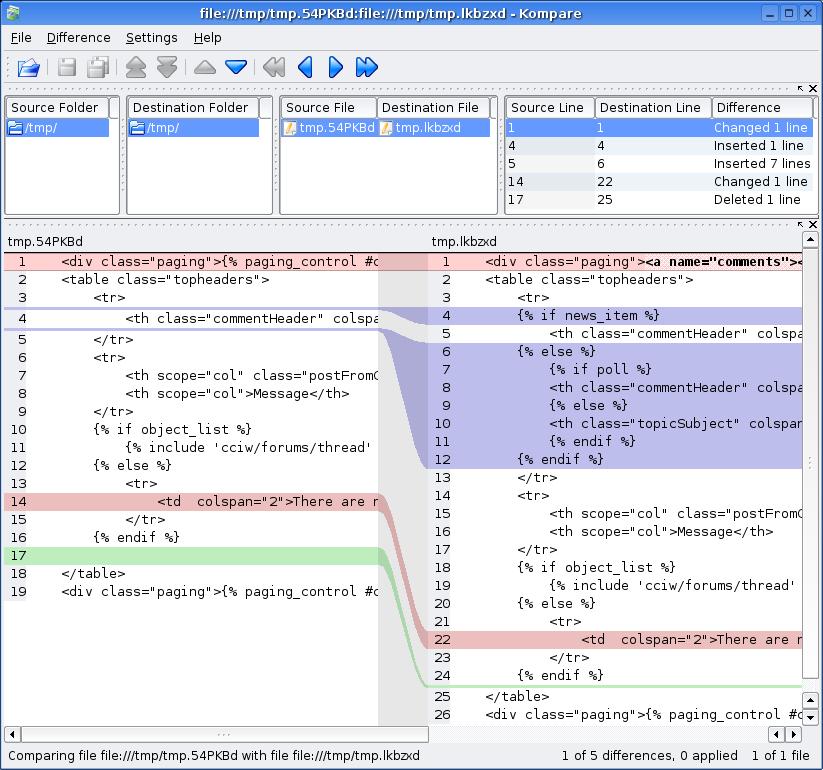 file:///tmp/tmp.54PKBd:file:///tmp/tmp.lkbzxd - Kompare
File Difference Settings Help
Source Folder
/tmp/
Destination Folder
/tmp/
Source File Destination File
tmp.54PKBd tmp.lkbzxd
Source Line Destination Line Difference
1 1 Changed 1 line
4 4 Inserted 1 line
5 6 Inserted 7 lines
14 22 Changed 1 line
17 25 Deleted 1 line
tmp.54PKBd
1 <div class="paging">{% paging_control #c
2 <table class="topheaders">
3 <tr>
4 <th class="commentHeader" colspa
5 </tr>
6 <tr>
7 <th scope="col" class="postFromC
8 <th scope="col">Message</th>
9 </tr>
10 {% if object_list %}
11 {% include 'cciw/forums/thread'
12 {% else %}
13 <tr>
14 <td  colspan="2">There are n
15 </tr>
16 {% endif %}
17
18 </table>
19 <div class="paging">{% paging_control #c
tmp.lkbzxd
1 <div class="paging"><a name="comments"><
2 <table class="topheaders">
3 <tr>
4 {% if news_item %}
5 <th class="commentHeader" colspa
6 {% else %}
7 {% if poll %}
8 <th class="commentHeader" colspa
9 {% else %}
10 <th class="topicSubject" colspan
11 {% endif %}
12 {% endif %}
13 </tr>
14 <tr>
15 <th scope="col" class="postFromC
16 <th scope="col">Message</th>
17 </tr>
18 {% if object_list %}
19 {% include 'cciw/forums/thread'
20 {% else %}
21 <tr>
22 <td  colspan="2">There are n
23 </tr>
24 {% endif %}
25 </table>
26 <div class="paging">{% paging_control #c
Comparing file file:///tmp/tmp.54PKBd with file file:///tmp/tmp.lkbzxd
1 of 5 differences, 0 applied 1 of 1 file